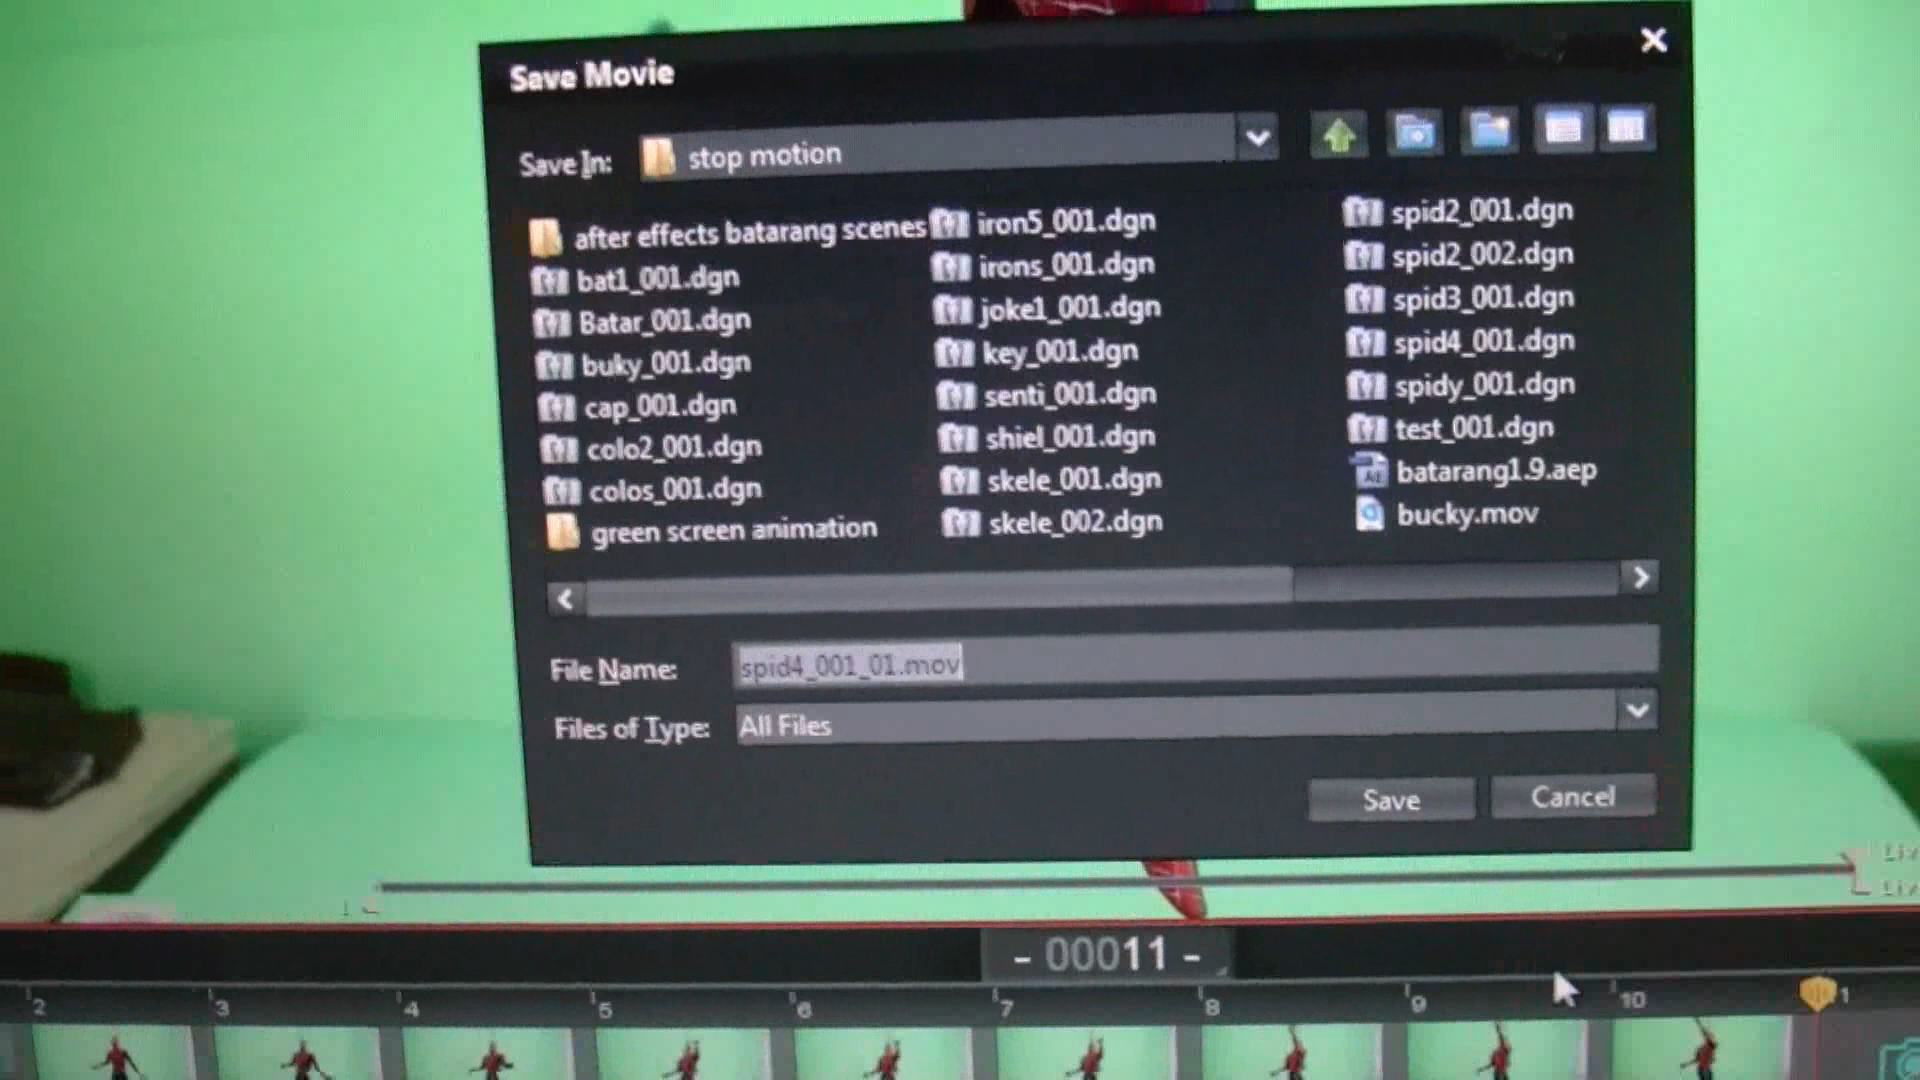 Save Movie
Save In:
stop motion
after effects batarang scenes
bat1_001.dgn
Batar_001.dgn
buky_001.dgn
cap_001.dgn
colo2_001.dgn
colos_001.dgn
green screen animation
iron5_001.dgn
irons_001.dgn
joke1_001.dgn
key_001.dgn
senti_001.dgn
shiel_001.dgn
skele_001.dgn
skele_002.dgn
spid2_001.dgn
spid2_002.dgn
spid3_001.dgn
spid4_001.dgn
spidy_001.dgn
test_001.dgn
batarang1.9.aep
bucky.mov
File Name: spid4_001_01.mov
Files of Type: All Files
Save Cancel
1
- 00011 -
2 3 4 5 6 7 8 9 10 1